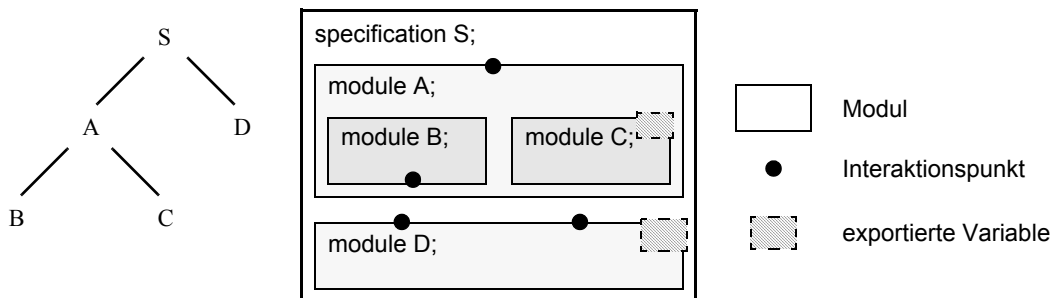 S
A
D
B
C
specification S;
module A;
module B;
module C;
module D;
Modul
Interaktionspunkt
exportierte Variable